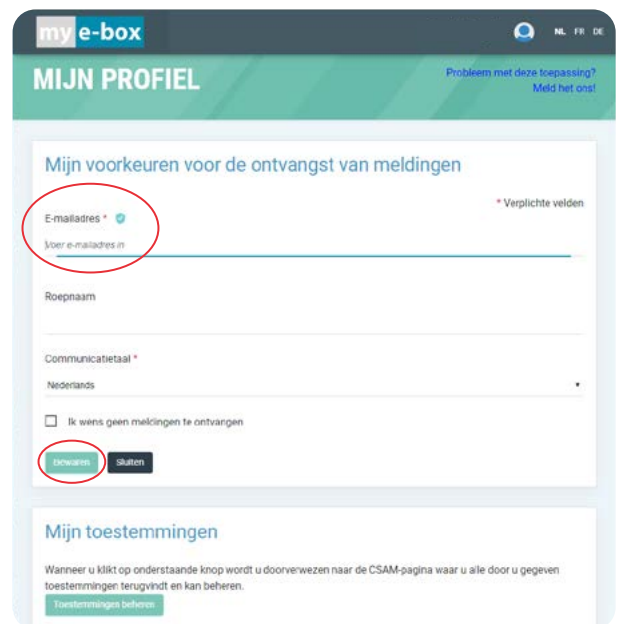 my e-box
NL FR DE
MIJN PROFIEL
Probleem met deze toepassing?
Meld het ons!
Mijn voorkeuren voor de ontvangst van meldingen
* Verplichte velden
E-mailadres *
Voer e-mailadres in
Roepnaam
Communicatietaal *
Nederlands
Ik wens geen meldingen te ontvangen
Bewaren Sluiten
Mijn toestemmingen
Wanneer u klikt op onderstaande knop wordt u doorverwezen naar de CSAM-pagina waar u alle door u gegeven
toestemmingen terugvindt en kan beheren.
Toestemmingen beheren